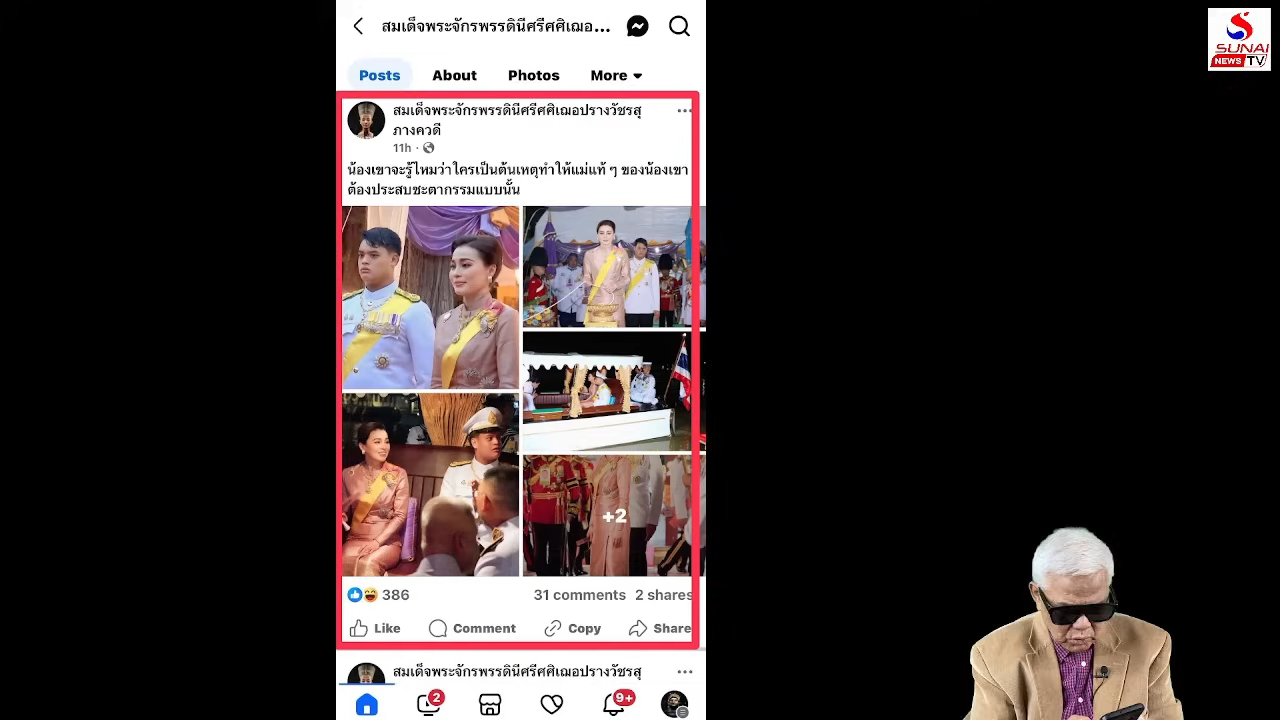 สมเด็จพระจักรพรรดินีศรีศศิเฌอ...
SUNAI
NEWS TV
Posts
About
Photos
More
สมเด็จพระจักรพรรดินีศรีศศิเฌอปรางวัชรสุ
ภางควดี
11h
น้องเขาจะรู้ไหมว่าใครเป็นต้นเหตุทำให้แม่แท้ ๆ ของน้องเขา
ต้องประสบชะตากรรมแบบนั้น
+2
386
31 comments 2 shares
Like
Comment
Copy
Share
สมเด็จพระจักรพรรดินีศรีศศิเฌอปรางวัชรสุ
2
9+